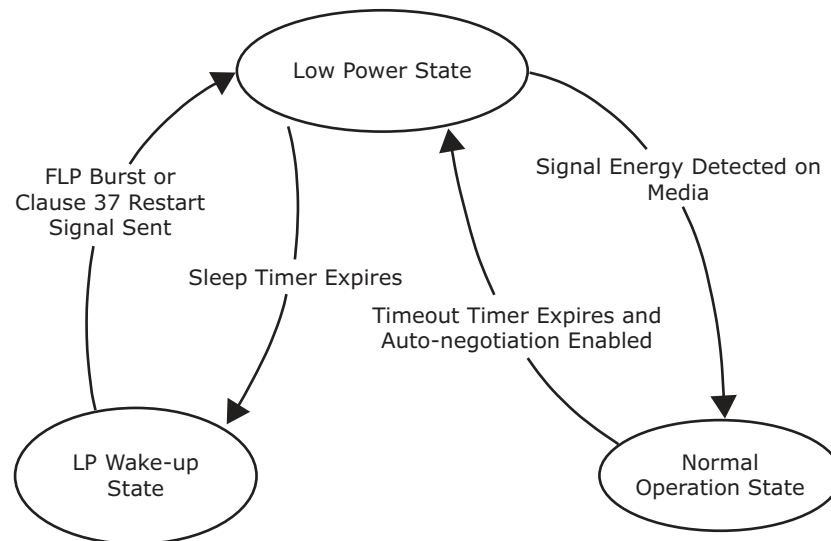 Low Power State
FLP Burst or
Clause 37 Restart
Signal Sent
Signal Energy Detected on
Media
Sleep Timer Expires
Timeout Timer Expires and
Auto-negotiation Enabled
LP Wake-up
State
Normal
Operation State